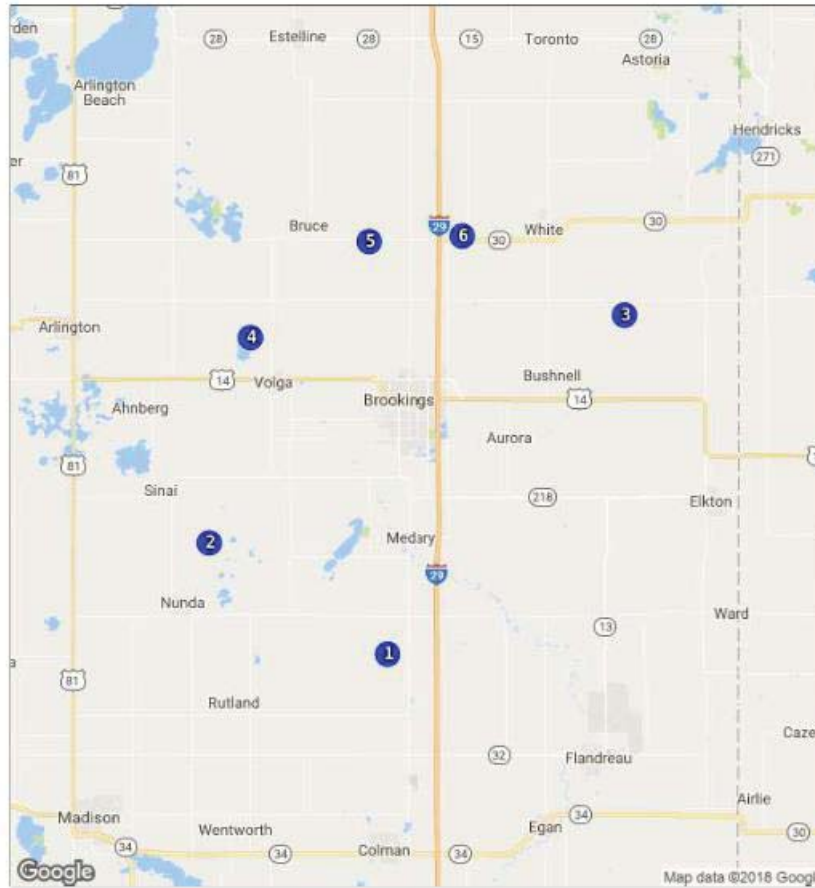 rden
28
Estelline
28
15
Toronto
28
Astoria
Arlington
Beach
Hendricks
271
er
81
Bruce
5
29
6
30
White
30
3
Arlington
4
14
Volga
Bushnell
Brookings
14
Ahnberg
Aurora
81
Sinai
218
Elkton
2
Medary
29
Nunda
Ward
13
1
a
81
Rutland
Caze
32
Flandreau
Airlie
Madison
34
Wentworth
Egan
34
30
34
34
Colman
34
Google
Map data ©2018 Googl